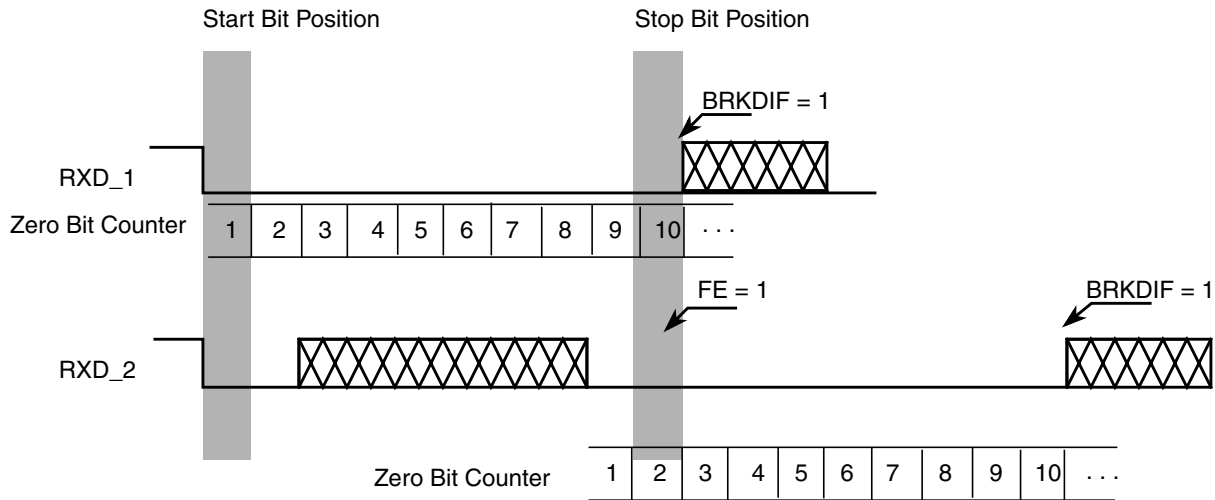 Start Bit Position Stop Bit Position
BRKDIF = 1
RXD_1
Zero Bit Counter 1 2 3 4 5 6 7 8 9 10 . . .
FE = 1 BRKDIF = 1
RXD_2
Zero Bit Counter 1 2 3 4 5 6 7 8 9 10 . . .